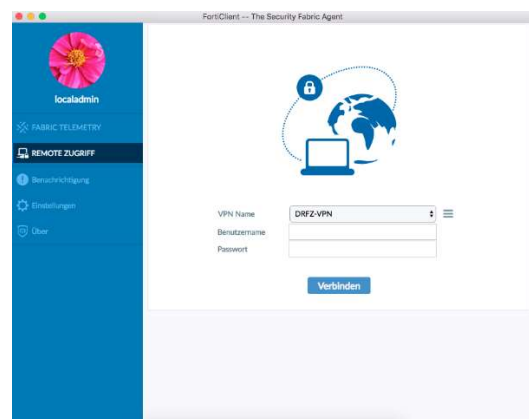 FortiClient -- The Security Fabric Agent
localadmin
FABRIC TELEMETRY
REMOTE ZUGRIFF
Benachrichtigung
Einstellungen
Über
VPN Name
DRFZ-VPN
Benutzername
Passwort
Verbinden